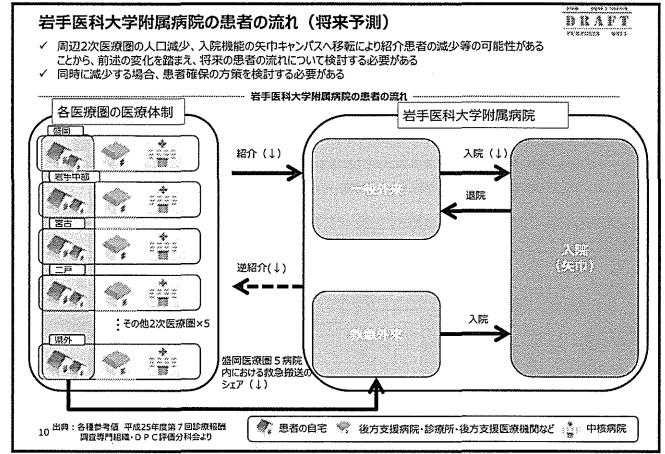 岩手医科大学附属病院の患者の流れ(将来予測)
DRAFT
✓ 周辺2次医療圏の人口減少、入院機能の矢巾キャンパスへ移転により紹介患者の減少等の可能性がある
ことから、前述の変化を踏まえ、将来の患者の流れについて検討する必要がある
✓ 同時に減少する場合、患者確保の方策を検討する必要がある
岩手医科大学附属病院の患者の流れ
各医療圏の医療体制
岩手医科大学附属病院
盛岡
岩手中部
宮古
二戸
⋮その他2次医療圏×5
県外
紹介(↓)
逆紹介(↓)
一般外来
救急外来
入院(↓)
退院
入院
入院
(矢巾)
盛岡医療圏5病院
内における救急搬送の
シェア(↓)
10 出典:各種参考値 平成25年度第7回診療報酬
調査専門組織・DPC評価分科会より
患者の自宅 後方支援病院・診療所・後方支援医療機関など 中核病院